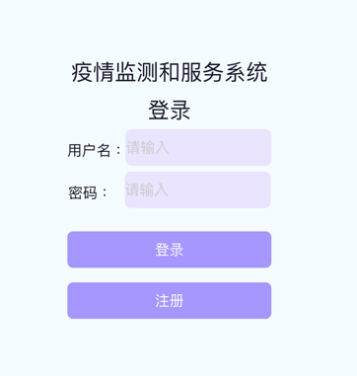 疫情监测和服务系统
登录
用户名：请输入
密码：请输入
登录
注册